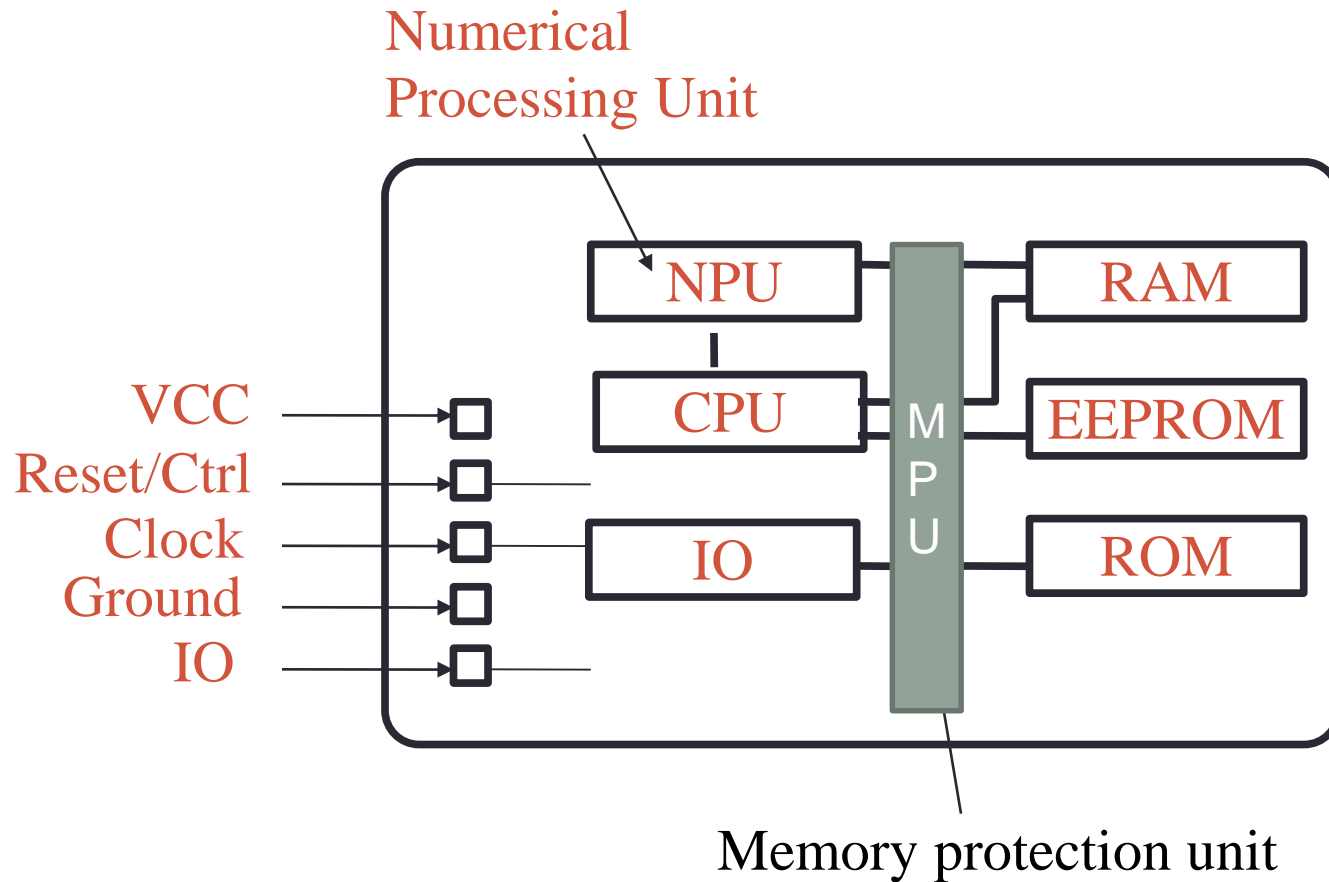 Numerical
Processing Unit
NPU
RAM
VCC
CPU
EEPROM
Reset/Ctrl
Clock
IO
ROM
Ground
IO
M
P
U
Memory protection unit